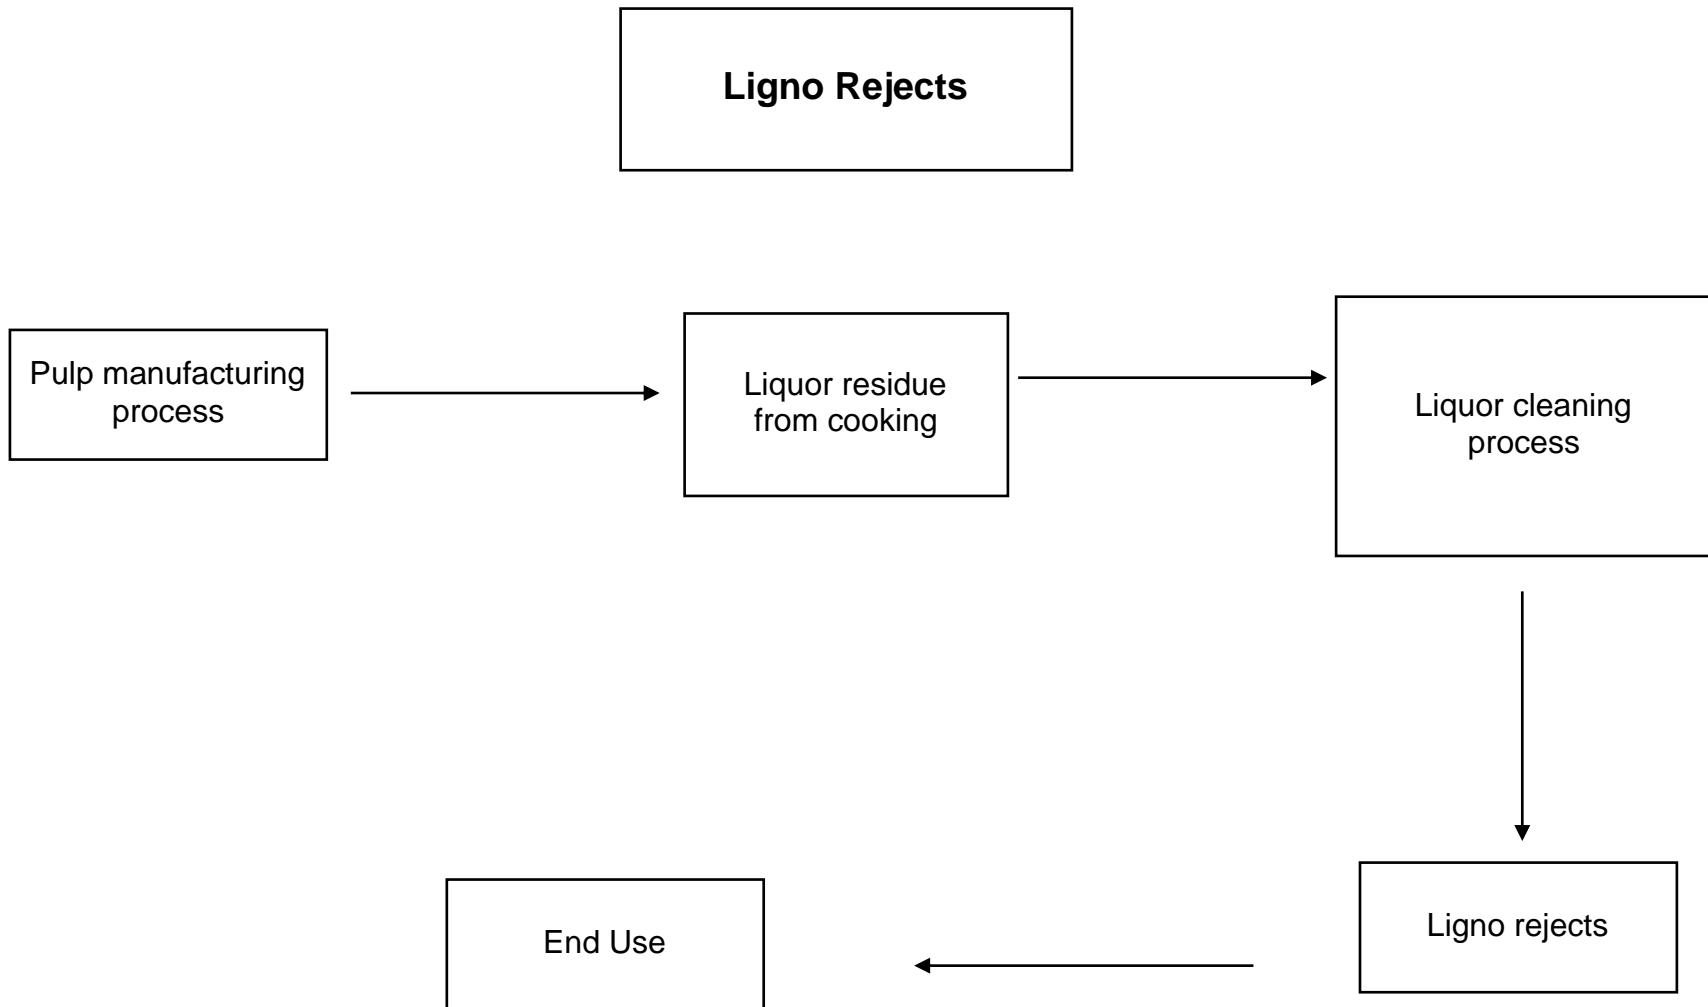 Ligno Rejects
Pulp manufacturing
process
Liquor residue
from cooking
Liquor cleaning
process
Ligno rejects
End Use